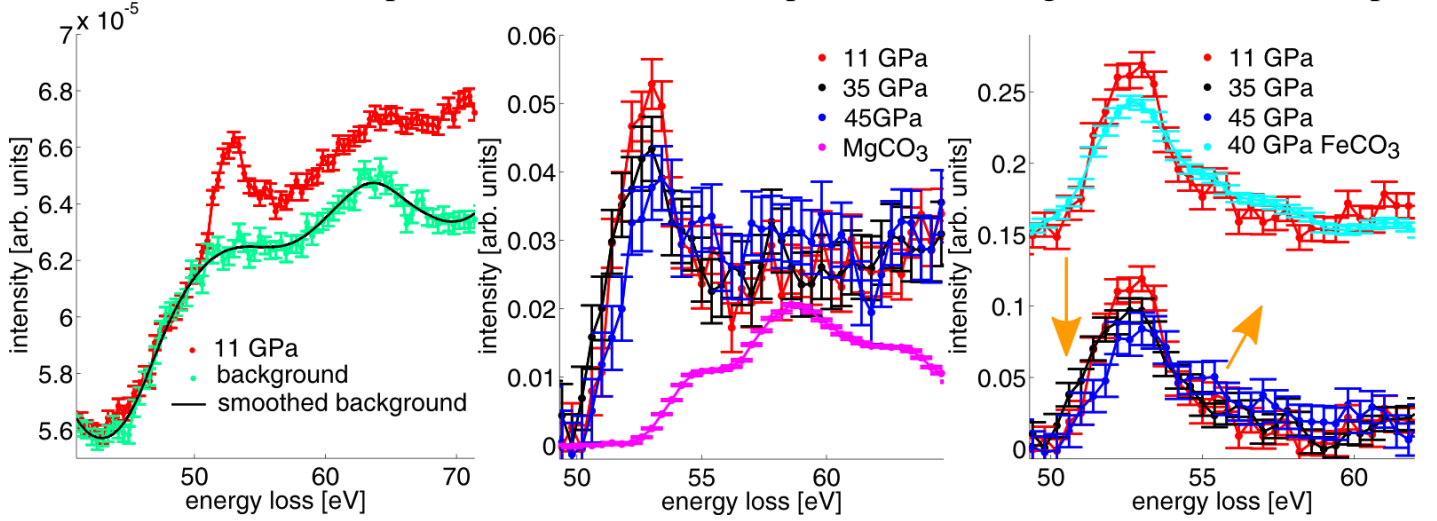 x 10-5
7
6.8
6.6
6.4
6.2
6
5.8
5.6
50
60
70
energy loss [eV]
intensity [arb. units]
11 GPa
background
smoothed background
0.06
0.05
0.04
0.03
0.02
0.01
0
50
55
60
energy loss [eV]
intensity [arb. units]
11 GPa
35 GPa
45GPa
MgCO3
0.25
0.2
0.15
0.1
0.05
0
50
55
60
energy loss [eV]
intensity [arb. units]
11 GPa
35 GPa
45 GPa
40 GPa FeCO3